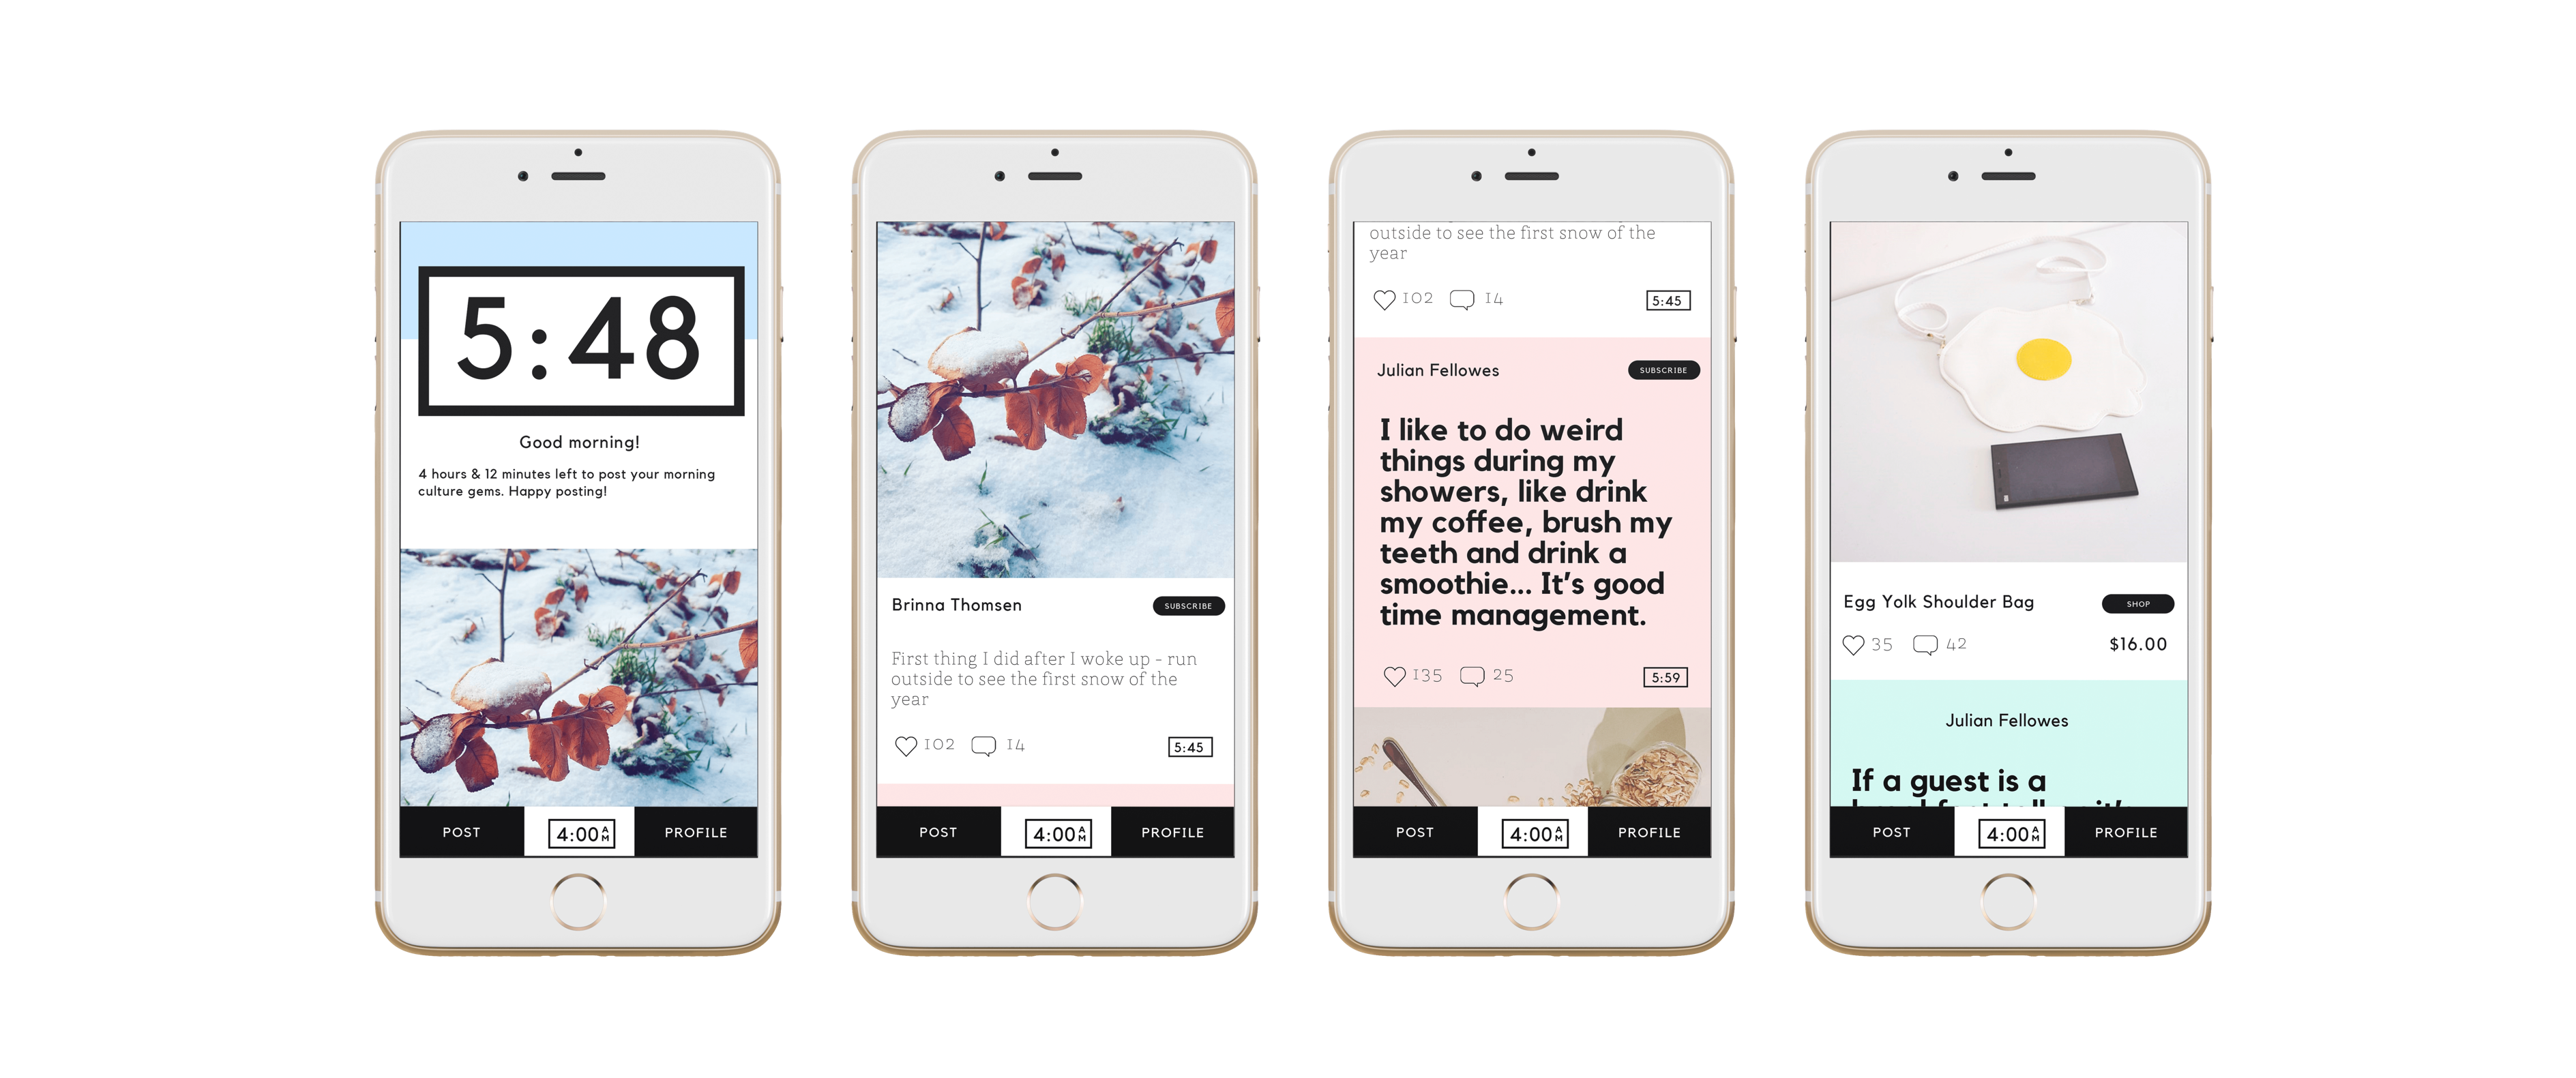 5:48
Good morning!
4 hours & 12 minutes left to post your morning
culture gems. Happy posting!
POST
4:00 AM
PROFILE
Brinna Thomsen
SUBSCRIBE
First thing I did after I woke up - run
outside to see the first snow of the
year
102
14
5:45
POST
4:00 AM
PROFILE
outside to see the first snow of the
year
102
14
5:45
Julian Fellowes
SUBSCRIBE
I like to do weird
things during my
showers, like drink
my coffee, brush my
teeth and drink a
smoothie... It's good
time management.
135
25
5:59
POST
4:00 AM
PROFILE
Egg Yolk Shoulder Bag
SHOP
35
42
$16.00
Julian Fellowes
If a guest is a
POST
4:00 AM
PROFILE